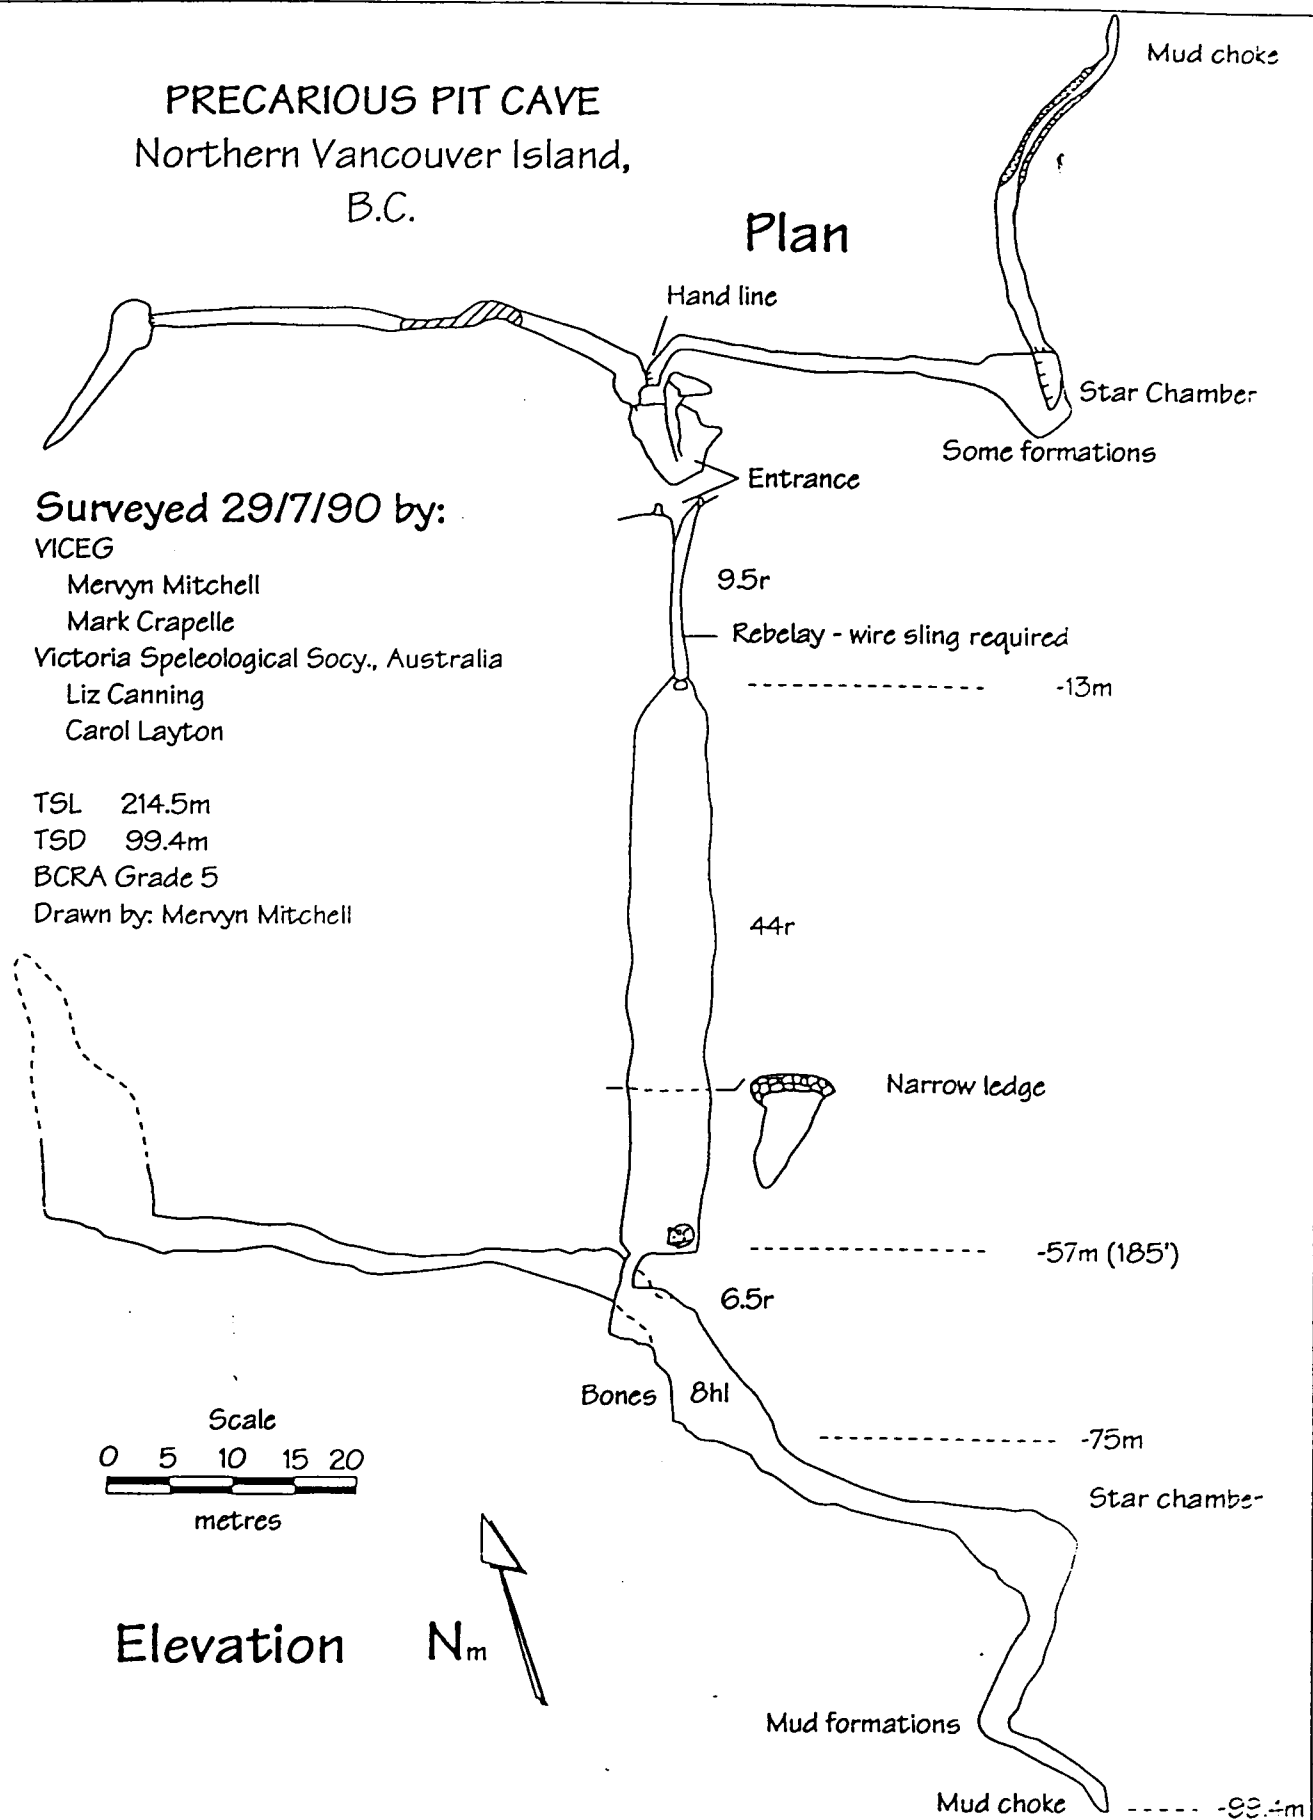 PRECARIOUS PIT CAVE
Northern Vancouver Island,
B.C.
Plan
Mud choke
Hand line
Star Chamber
Some formations
Entrance
Surveyed 29/7/90 by:
VICEG
Mervyn Mitchell
Mark Crapelle
Victoria Speleological Socy., Australia
Liz Canning
Carol Layton
TSL 214.5m
TSD 99.4m
BCRA Grade 5
Drawn by: Mervyn Mitchell
9.5r
Rebelay - wire sling required
-13m
44r
Narrow ledge
-57m (185')
6.5r
Bones 8hl
-75m
Star chamber
Scale
0 5 10 15 20
metres
Elevation
Nm
Mud formations
Mud choke
-99.4m